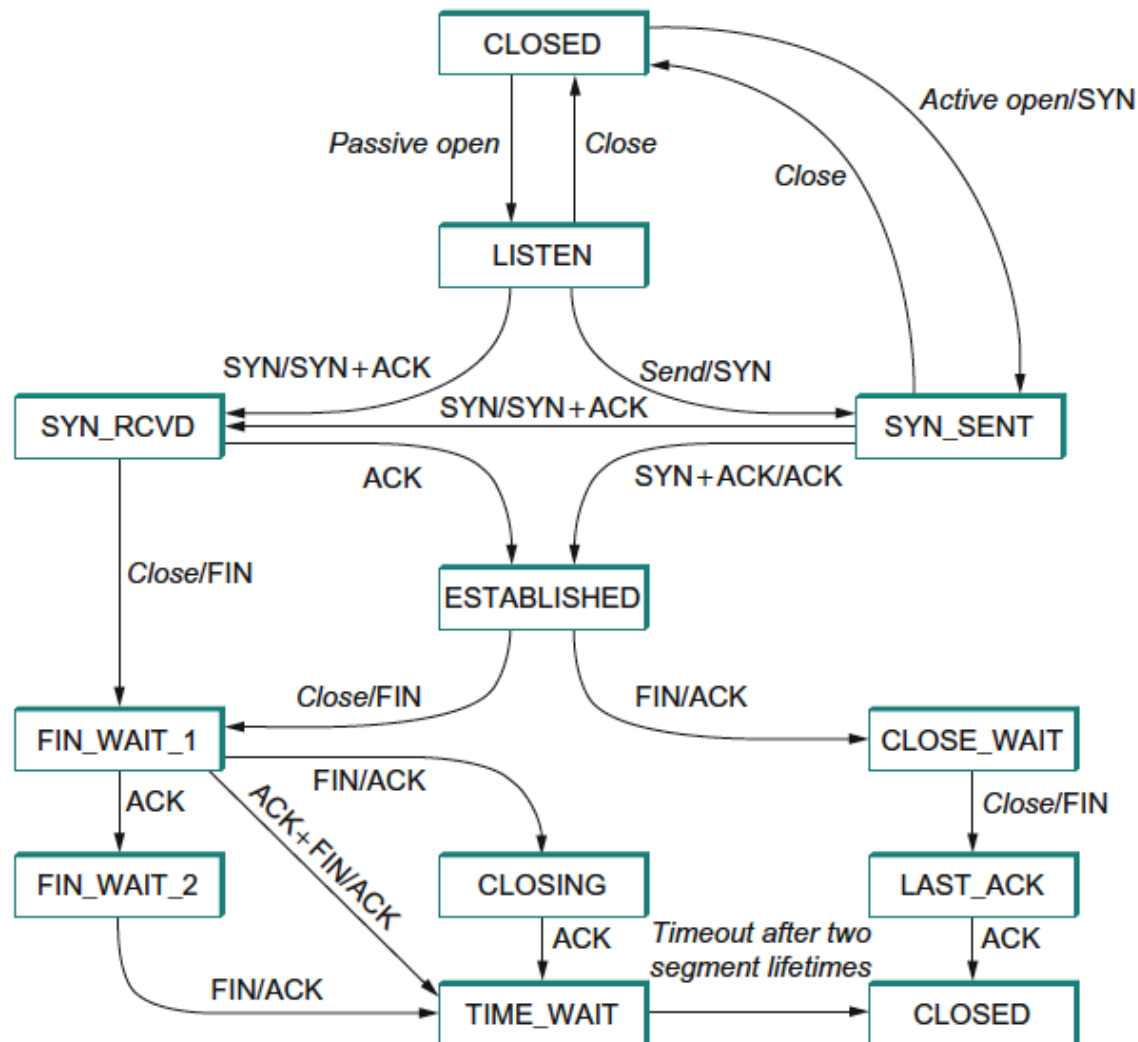 CLOSED
Active open/SYN
Passive open
Close
Close
LISTEN
SYN/SYN+ACK
Send/SYN
SYN_RCVD
SYN/SYN+ACK
SYN_SENT
ACK
SYN+ACK/ACK
Close/FIN
ESTABLISHED
Close/FIN
FIN/ACK
FIN_WAIT_1
CLOSE_WAIT
FIN/ACK
ACK
ACK+FIN/ACK
Close/FIN
FIN_WAIT_2
CLOSING
LAST_ACK
ACK
Timeout after two
segment lifetimes
ACK
FIN/ACK
TIME_WAIT
CLOSED